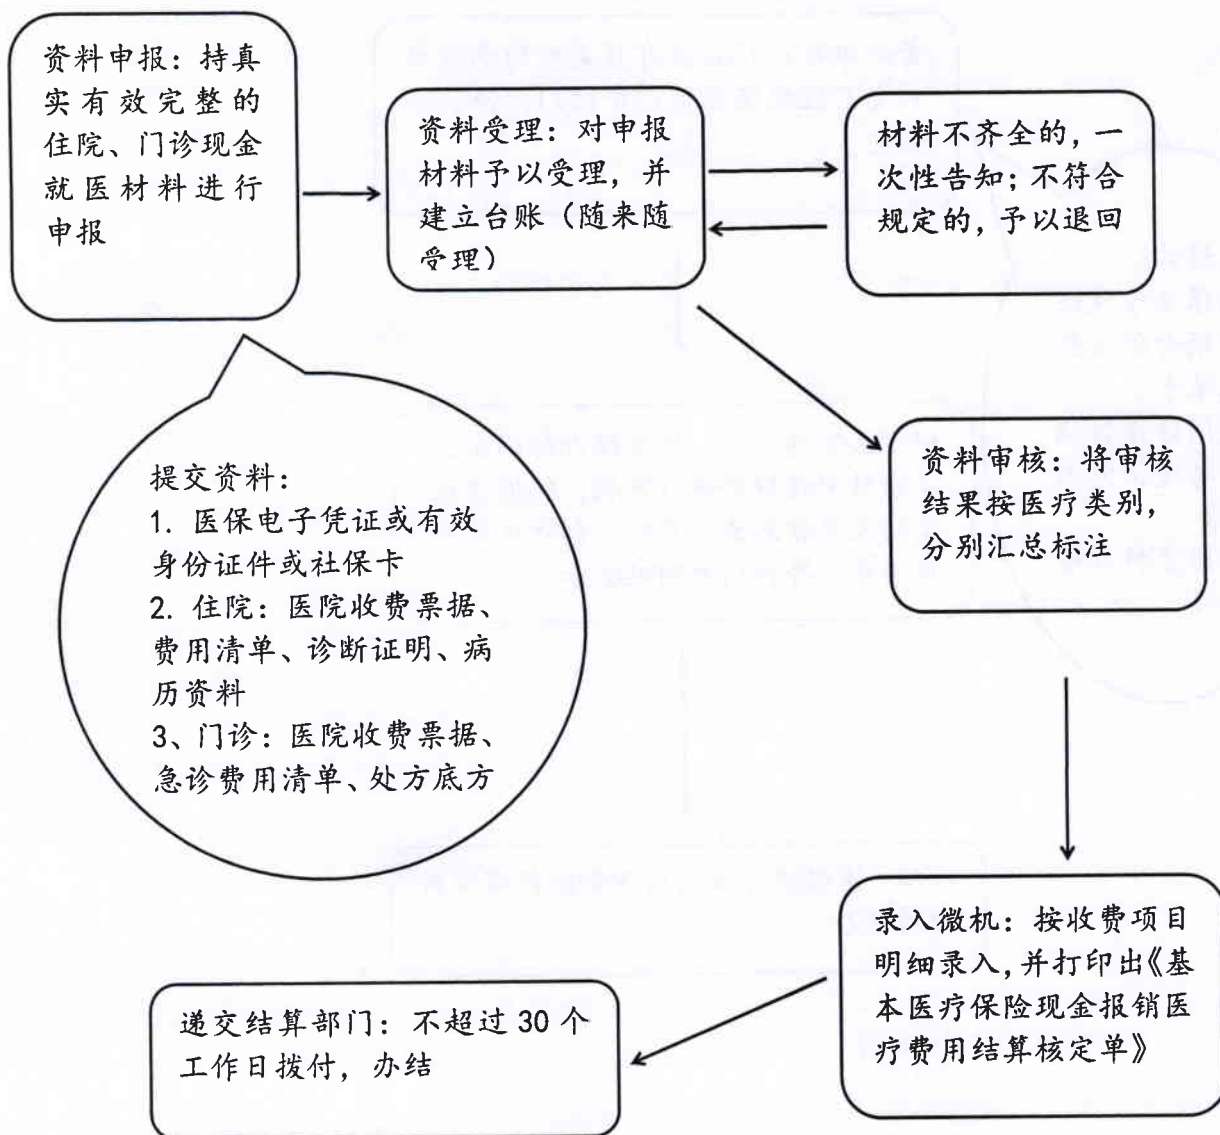 资料申报：持真
实有效完整的
住院、门诊现金
就医材料进行
申报
资料受理：对申报
材料予以受理，并
建立台账（随来随
受理）
材料不齐全的，一
次性告知；不符合
规定的，予以退回
提交资料：
1. 医保电子凭证或有效
身份证件或社保卡
2. 住院：医院收费票据、
费用清单、诊断证明、病
历资料
3、门诊：医院收费票据、
急诊费用清单、处方底方
资料审核：将审核
结果按医疗类别，
分别汇总标注
录入微机：按收费项目
明细录入，并打印出《基
本医疗保险现金报销医
疗费用结算核定单》
递交结算部门：不超过 30 个
工作日拨付，办结